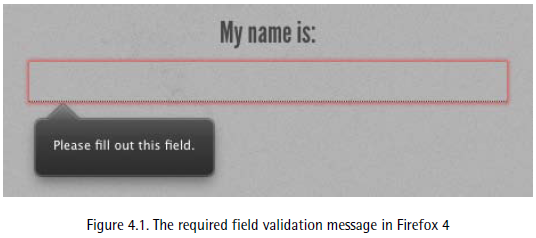 My name is:
Please fill out this field.
Figure 4.1. The required field validation message in Firefox 4